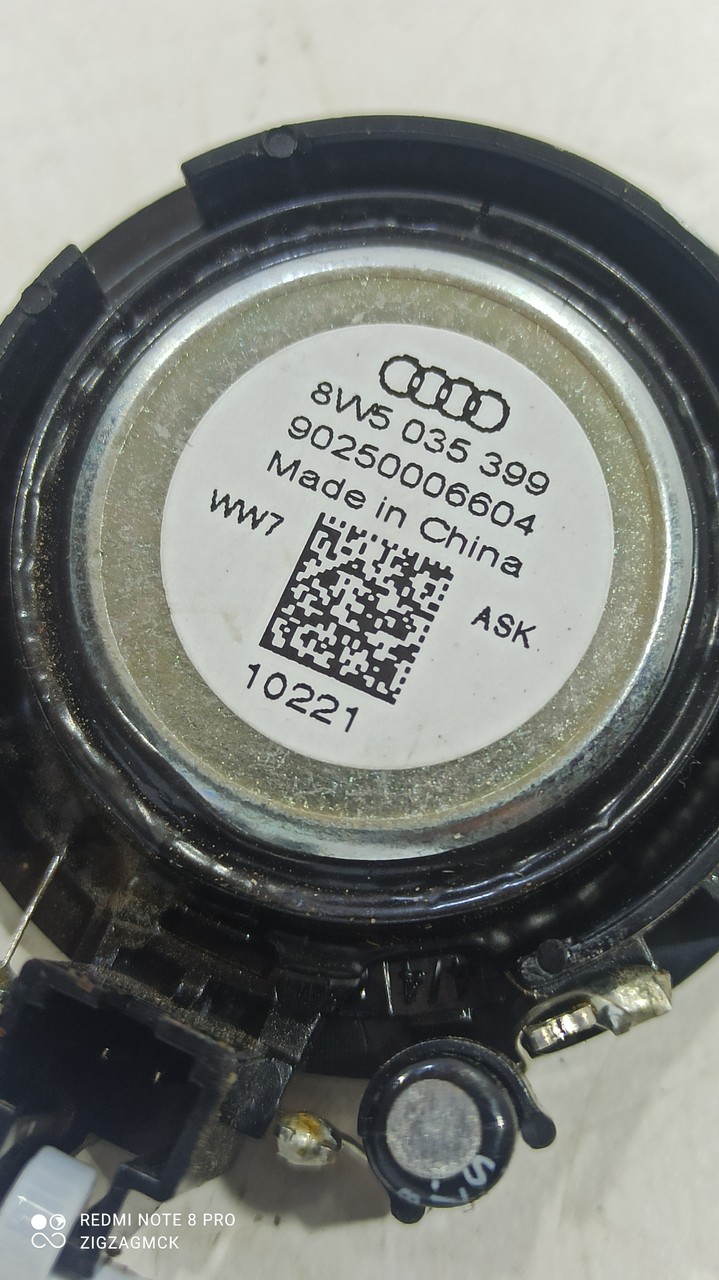 8W5 035 399
90250006604
Made in China
WW7
ASK
10221
REDMI NOTE 8 PRO
ZIGZAGMCK